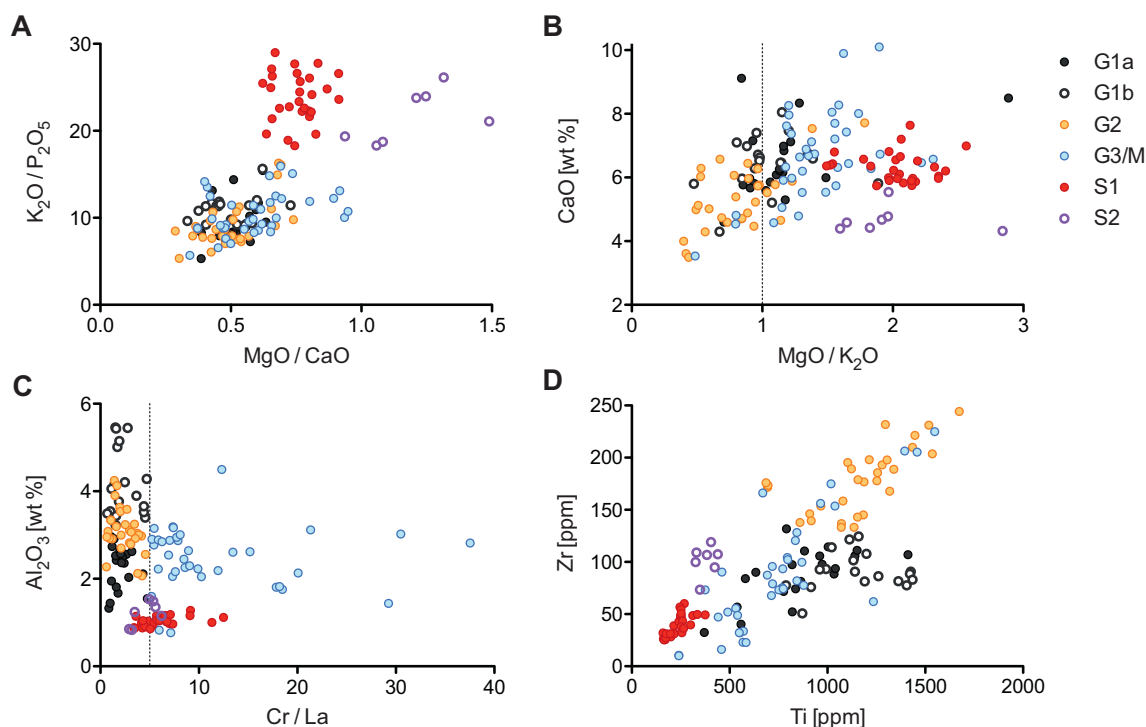 A
30
20
10
0
0.0
0.5
1.0
1.5
K2O / P2O5
MgO / CaO
B
10
8
6
4
2
0
1
2
3
CaO [wt %]
MgO / K2O
G1a
G1b
G2
G3/M
S1
S2
C
6
4
2
0
0
10
20
30
40
Al2O3 [wt %]
Cr / La
D
250
200
150
100
50
0
0
500
1000
1500
2000
Zr [ppm]
Ti [ppm]